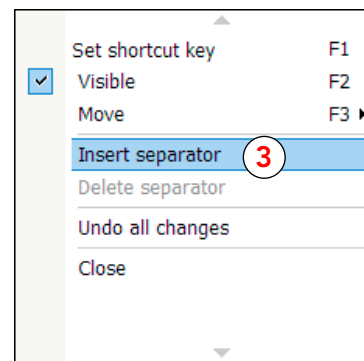 Set shortcut key F1
Visible F2
Move F3
Insert separator 3
Delete separator
Undo all changes
Close